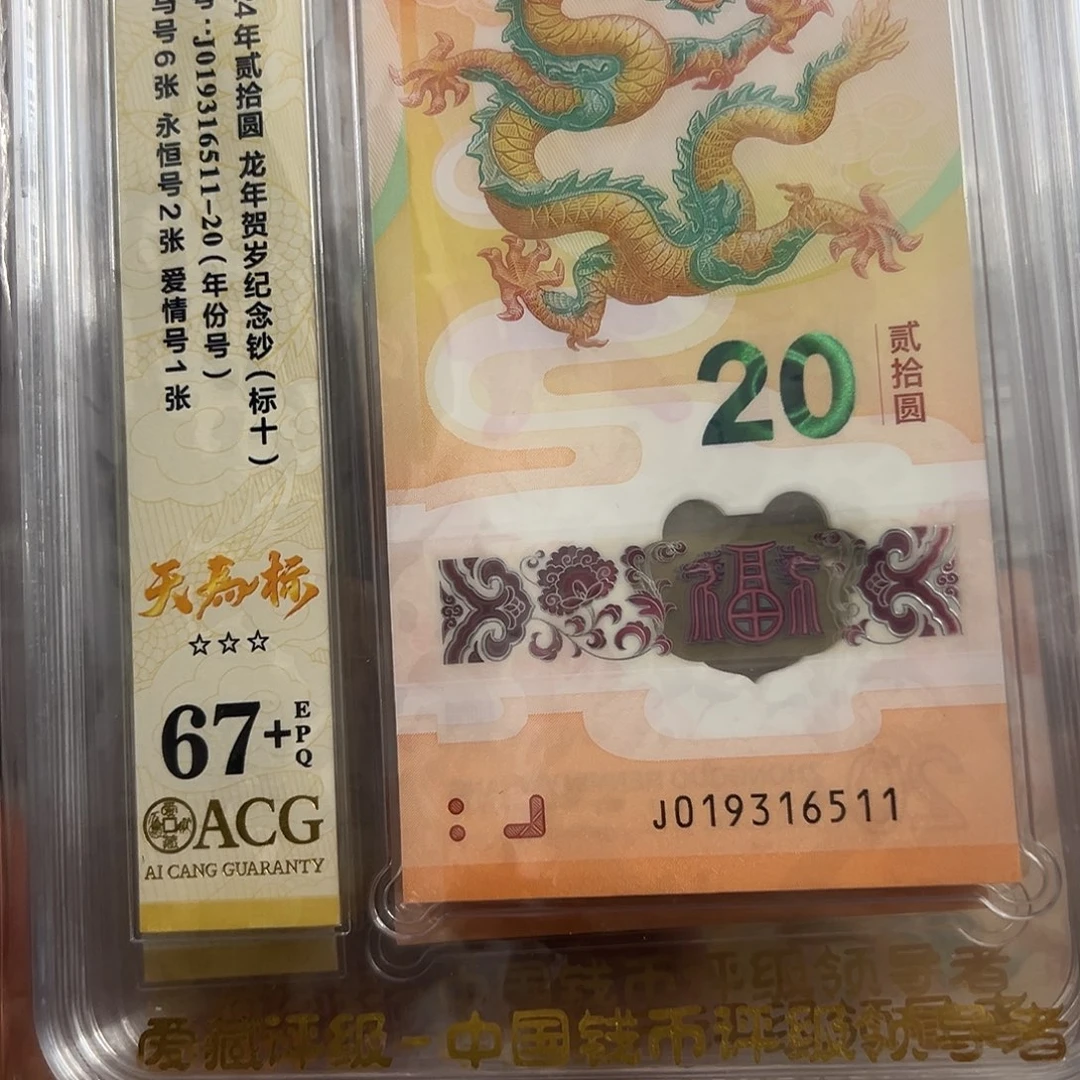 4年贰拾圆 龙年贺岁纪念钞(标十)
号:J019316511-20(年份号)
号6张 永恒号2张 爱情号1张
天为标
☆☆☆
67+EPQ
ACG
AI CANG GUARANTY
20
贰拾圆
福
J019316511
爱藏评级-中国钱币评级领导者